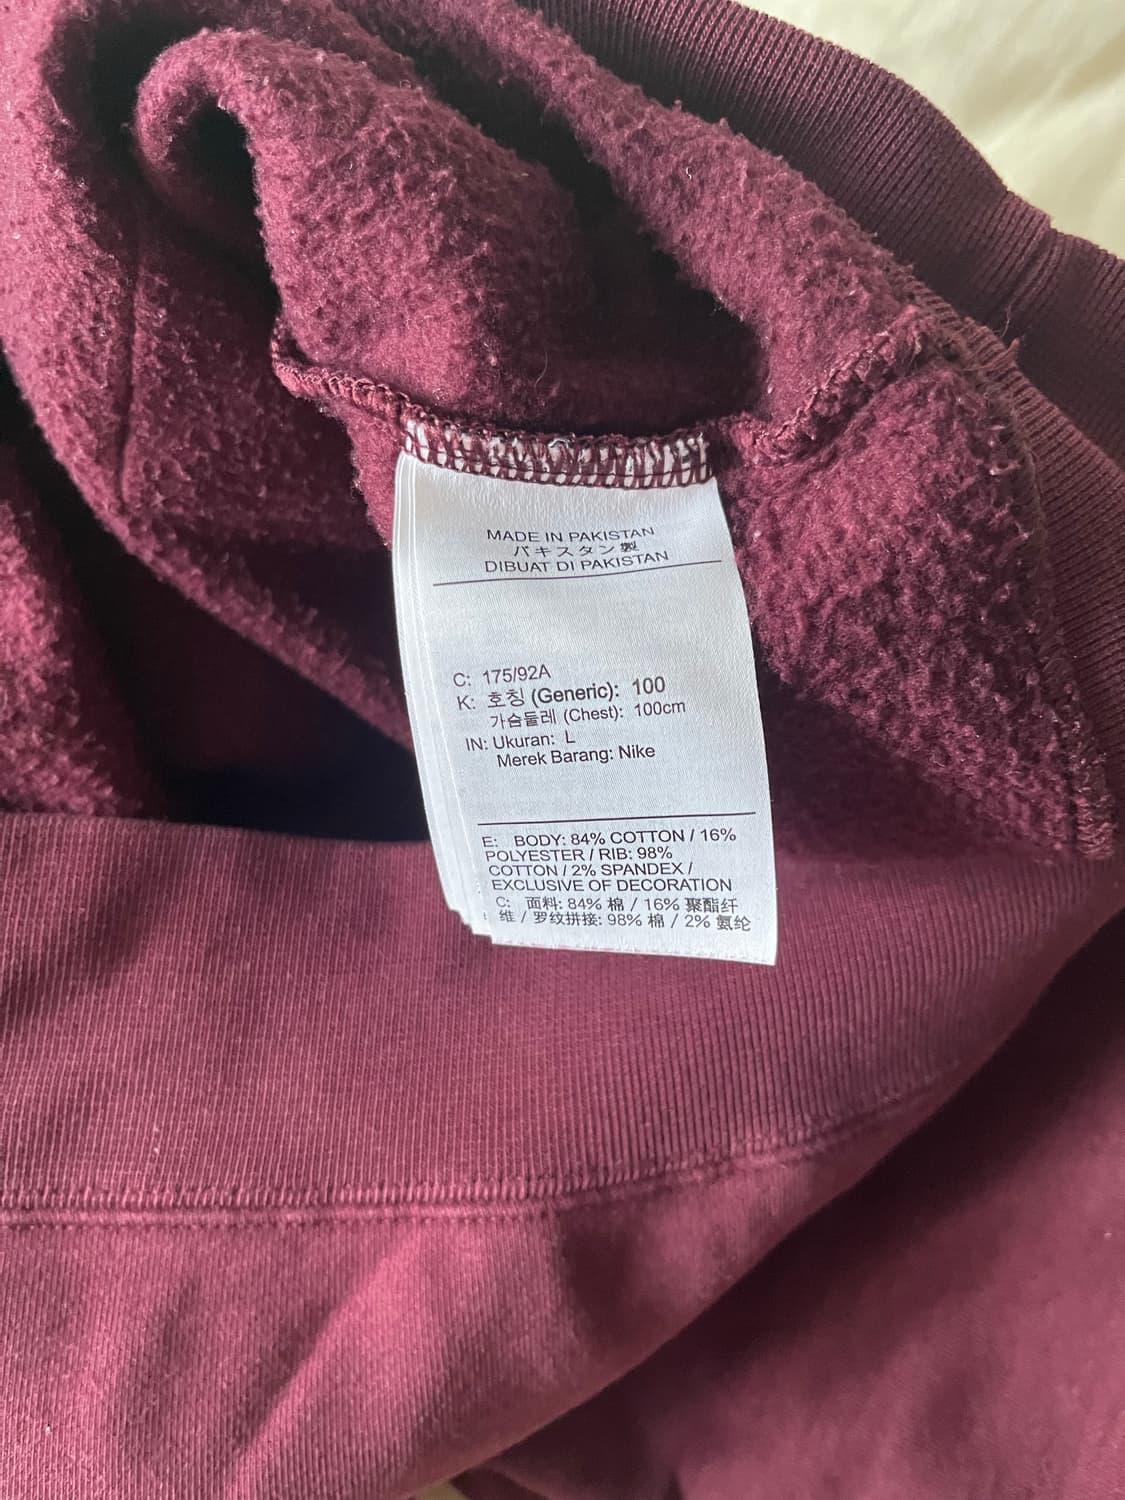 MADE IN PAKISTAN
パキスタン製
DIBUAT DI PAKISTAN
C: 175/92A
K: 호칭 (Generic): 100
가슴둘레 (Chest): 100cm
IN: Ukuran: L
Merek Barang: Nike
E: BODY: 84% COTTON / 16%
POLYESTER / RIB: 98%
COTTON / 2% SPANDEX /
EXCLUSIVE OF DECORATION
C: 面料: 84% 棉 / 16% 聚酯纤
维 / 罗纹拼接: 98% 棉 / 2% 氨纶